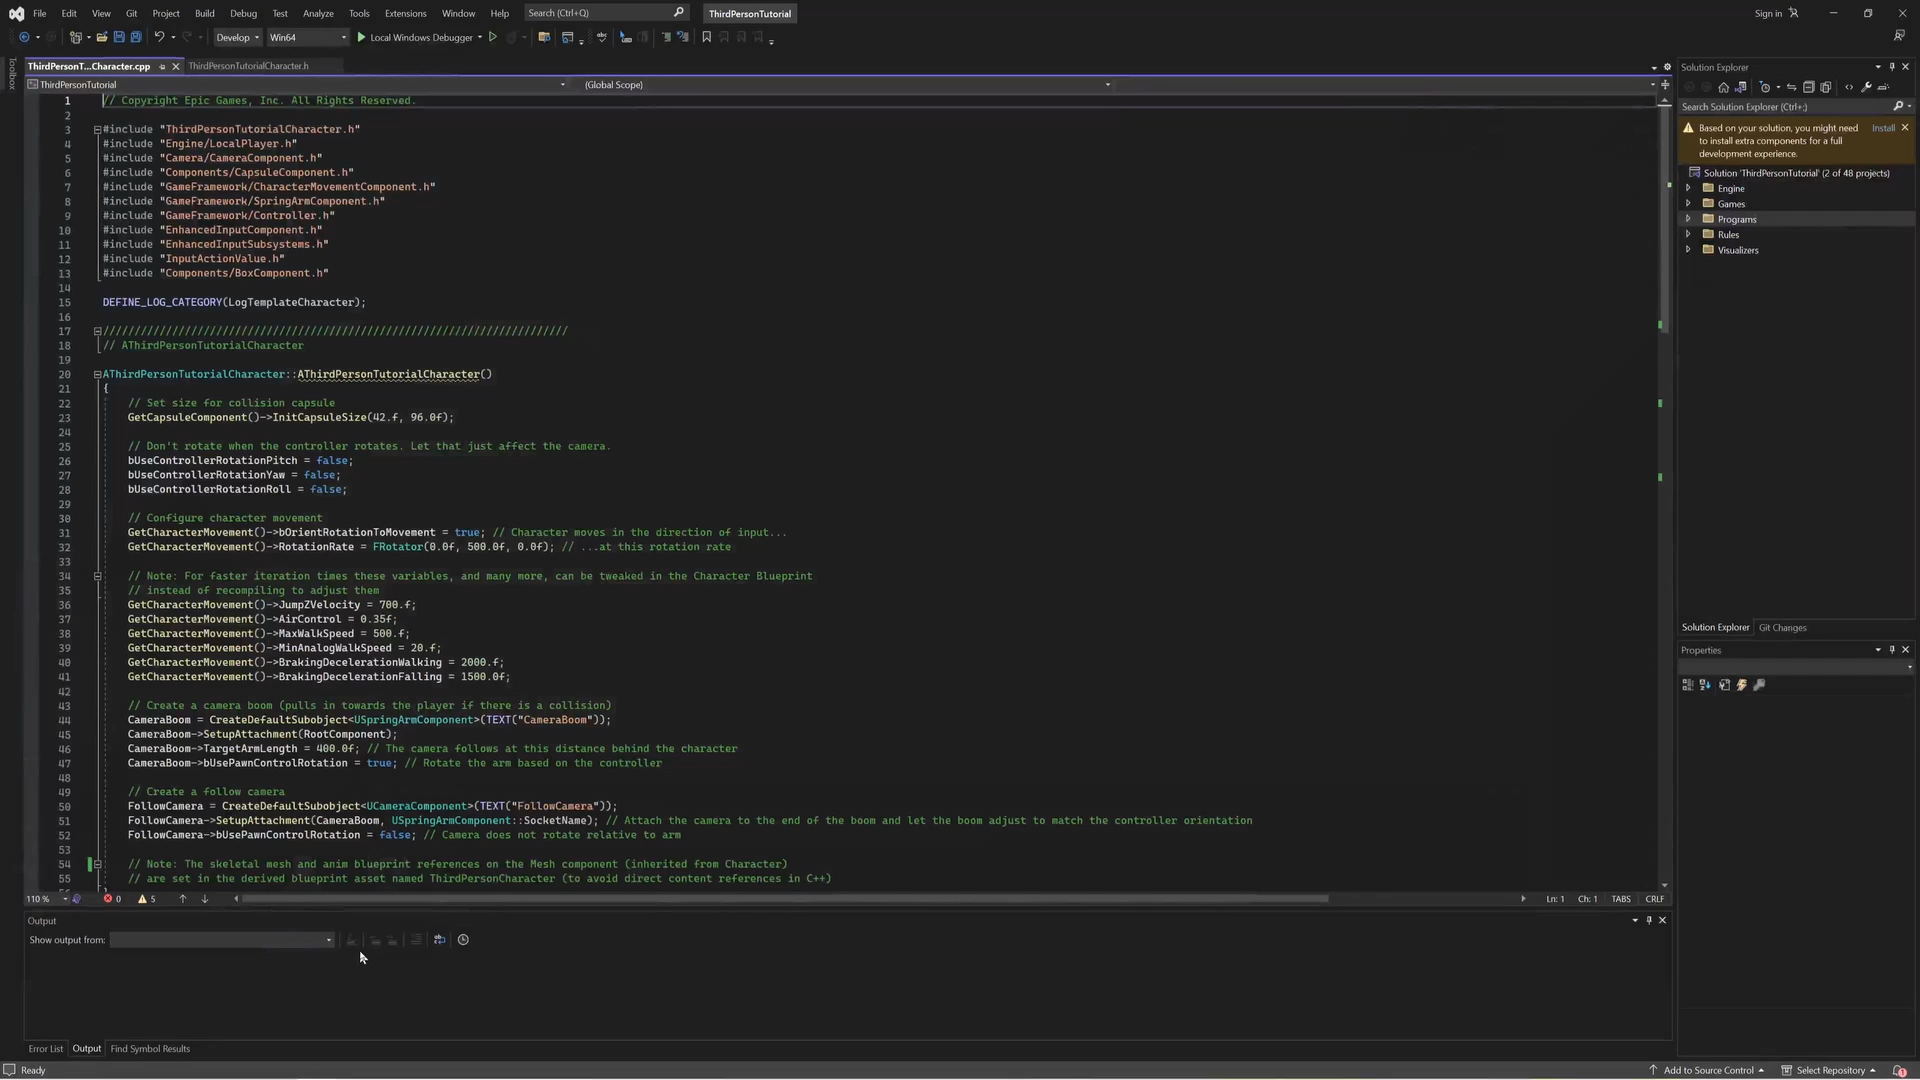 File Edit View Git Project Build Debug Test Analyze Tools Extensions Window Help Search (Ctrl+Q) ThirdPersonTutorial Sign in
Develop Win64 Local Windows Debugger
Toolbox
ThirdPersonT...Character.cpp ThirdPersonTutorialCharacter.h
ThirdPersonTutorial (Global Scope)
1 // Copyright Epic Games, Inc. All Rights Reserved.
2
3 #include "ThirdPersonTutorialCharacter.h"
4 #include "Engine/LocalPlayer.h"
5 #include "Camera/CameraComponent.h"
6 #include "Components/CapsuleComponent.h"
7 #include "GameFramework/CharacterMovementComponent.h"
8 #include "GameFramework/SpringArmComponent.h"
9 #include "GameFramework/Controller.h"
10 #include "EnhancedInputComponent.h"
11 #include "EnhancedInputSubsystems.h"
12 #include "InputActionValue.h"
13 #include "Components/BoxComponent.h"
14
15 DEFINE_LOG_CATEGORY(LogTemplateCharacter);
16
17 //////////////////////////////////////////////////////////////////////////
18 // AThirdPersonTutorialCharacter
19
20 AThirdPersonTutorialCharacter::AThirdPersonTutorialCharacter()
21 {
22 // Set size for collision capsule
23 GetCapsuleComponent()->InitCapsuleSize(42.f, 96.0f);
24
25 // Don't rotate when the controller rotates. Let that just affect the camera.
26 bUseControllerRotationPitch = false;
27 bUseControllerRotationYaw = false;
28 bUseControllerRotationRoll = false;
29
30 // Configure character movement
31 GetCharacterMovement()->bOrientRotationToMovement = true; // Character moves in the direction of input...
32 GetCharacterMovement()->RotationRate = FRotator(0.0f, 500.0f, 0.0f); // ...at this rotation rate
33
34 // Note: For faster iteration times these variables, and many more, can be tweaked in the Character Blueprint
35 // instead of recompiling to adjust them
36 GetCharacterMovement()->JumpZVelocity = 700.f;
37 GetCharacterMovement()->AirControl = 0.35f;
38 GetCharacterMovement()->MaxWalkSpeed = 500.f;
39 GetCharacterMovement()->MinAnalogWalkSpeed = 20.f;
40 GetCharacterMovement()->BrakingDecelerationWalking = 2000.f;
41 GetCharacterMovement()->BrakingDecelerationFalling = 1500.0f;
42
43 // Create a camera boom (pulls in towards the player if there is a collision)
44 CameraBoom = CreateDefaultSubobject<USpringArmComponent>(TEXT("CameraBoom"));
45 CameraBoom->SetupAttachment(RootComponent);
46 CameraBoom->TargetArmLength = 400.0f; // The camera follows at this distance behind the character
47 CameraBoom->bUsePawnControlRotation = true; // Rotate the arm based on the controller
48
49 // Create a follow camera
50 FollowCamera = CreateDefaultSubobject<UCameraComponent>(TEXT("FollowCamera"));
51 FollowCamera->SetupAttachment(CameraBoom, USpringArmComponent::SocketName); // Attach the camera to the end of the boom and let the boom adjust to match the controller orientation
52 FollowCamera->bUsePawnControlRotation = false; // Camera does not rotate relative to arm
53
54 // Note: The skeletal mesh and anim blueprint references on the Mesh component (inherited from Character)
55 // are set in the derived blueprint asset named ThirdPersonCharacter (to avoid direct content references in C++)
110 % 0 5 Ln: 1 Ch: 1 TABS CRLF
Output
Show output from:
Error List Output Find Symbol Results
Solution Explorer
Search Solution Explorer (Ctrl+;)
Based on your solution, you might need Install
to install extra components for a full
development experience.
Solution 'ThirdPersonTutorial' (2 of 48 projects)
Engine
Games
Programs
Rules
Visualizers
Solution Explorer Git Changes
Properties
Ready Add to Source Control Select Repository